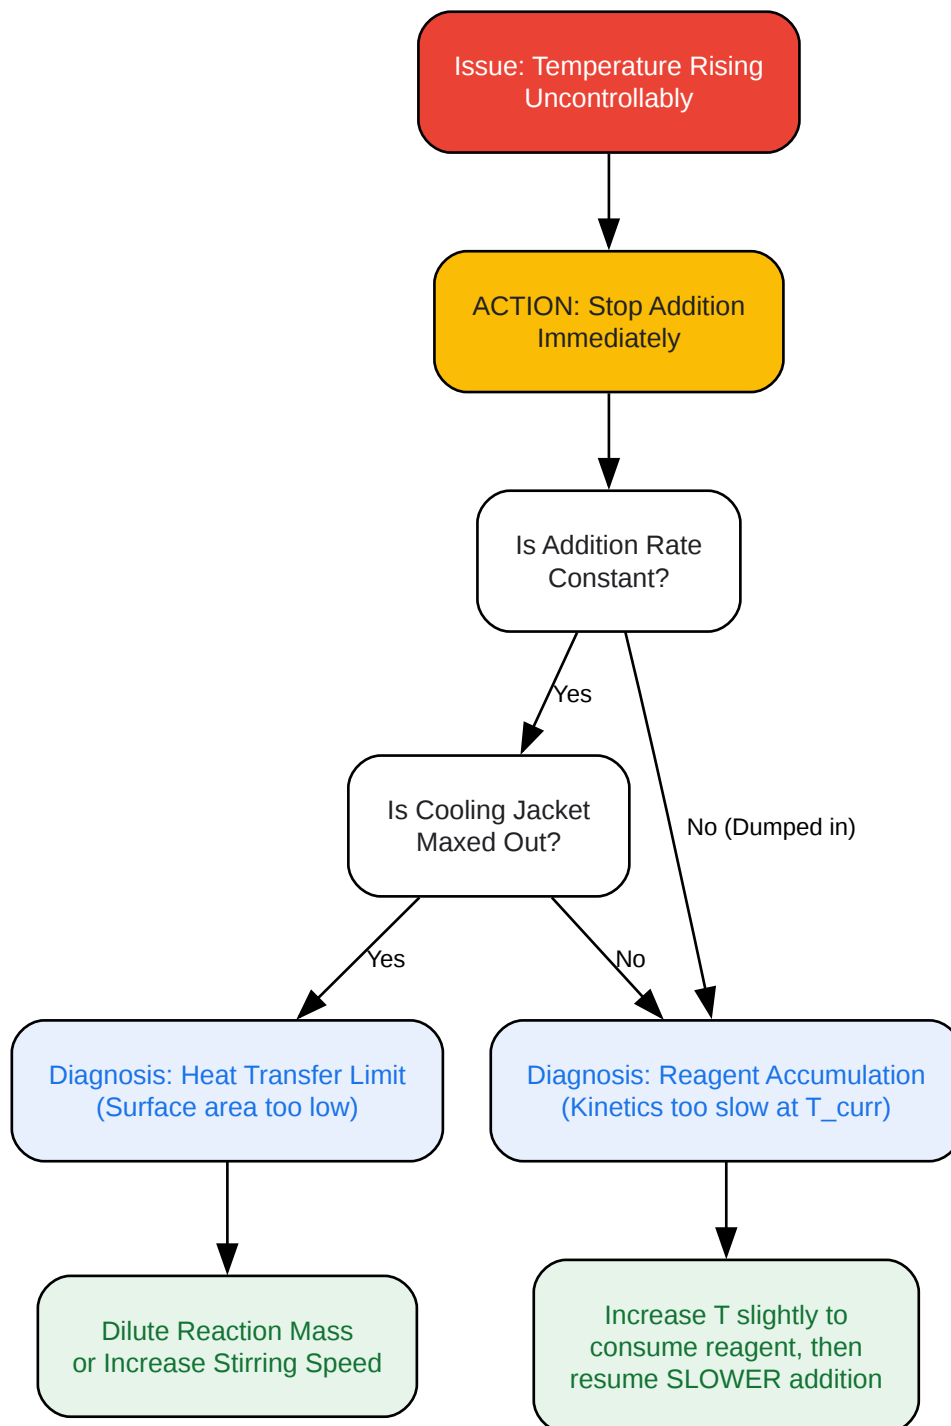 Issue: Temperature Rising
Uncontrollably
ACTION: Stop Addition
Immediately
Is Addition Rate
Constant?
Yes
Is Cooling Jacket
Maxed Out?
No (Dumped in)
Yes
No
Diagnosis: Heat Transfer Limit
(Surface area too low)
Diagnosis: Reagent Accumulation
(Kinetics too slow at T_curr)
Dilute Reaction Mass
or Increase Stirring Speed
Increase T slightly to
consume reagent, then
resume SLOWER addition